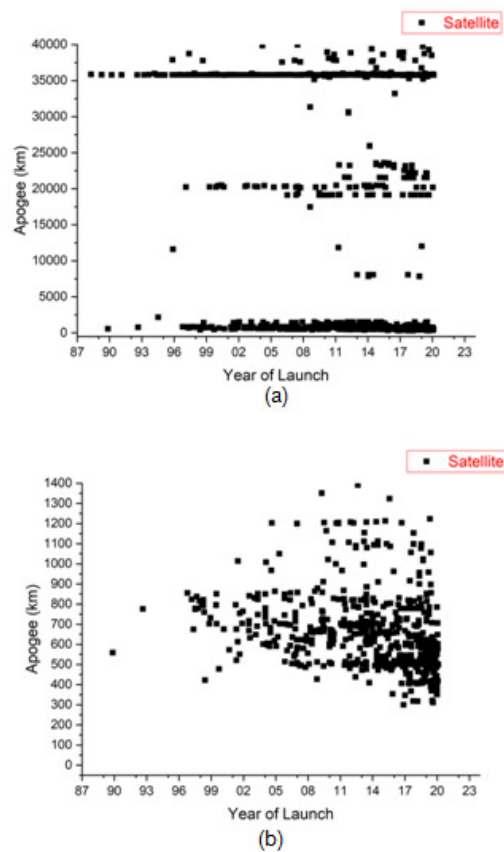 Satellite
40000
35000
30000
25000
20000
15000
10000
5000
0
Apogee (km)
87 90 93 96 99 02 05 08 11 14 17 20 23
Year of Launch
(a)
Satellite
1400
1300
1200
1100
1000
900
800
700
600
500
400
300
200
100
0
Apogee (km)
87 90 93 96 99 02 05 08 11 14 17 20 23
Year of Launch
(b)